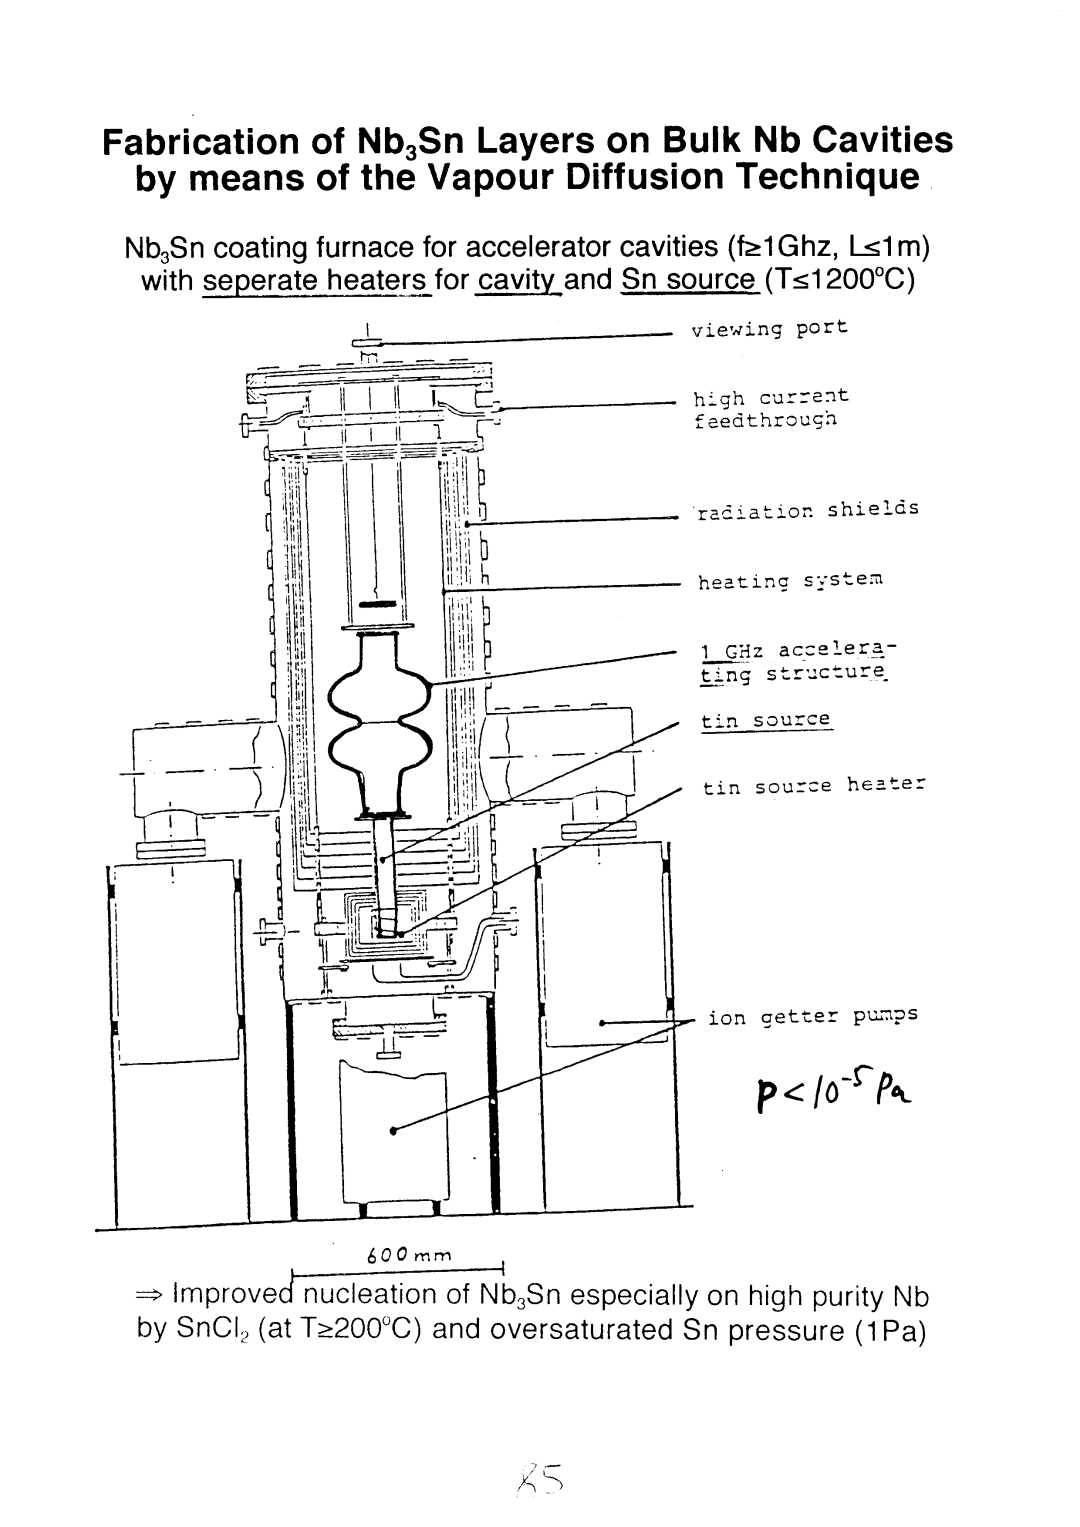 Fabrication of Nb₃Sn Layers on Bulk Nb Cavities
by means of the Vapour Diffusion Technique
Nb₃Sn coating furnace for accelerator cavities (f≥1Ghz, L≤1m)
with seperate heaters for cavity and Sn source (T≤1200°C)
viewing port
high current
feedthrough
radiation shields
heating system
1 GHz accelera-
ting structure
tin source
tin source heater
ion getter pumps
p < 10⁻⁵ Pa
600 mm
⇒ Improved nucleation of Nb₃Sn especially on high purity Nb
by SnCl₂ (at T≥200°C) and oversaturated Sn pressure (1Pa)